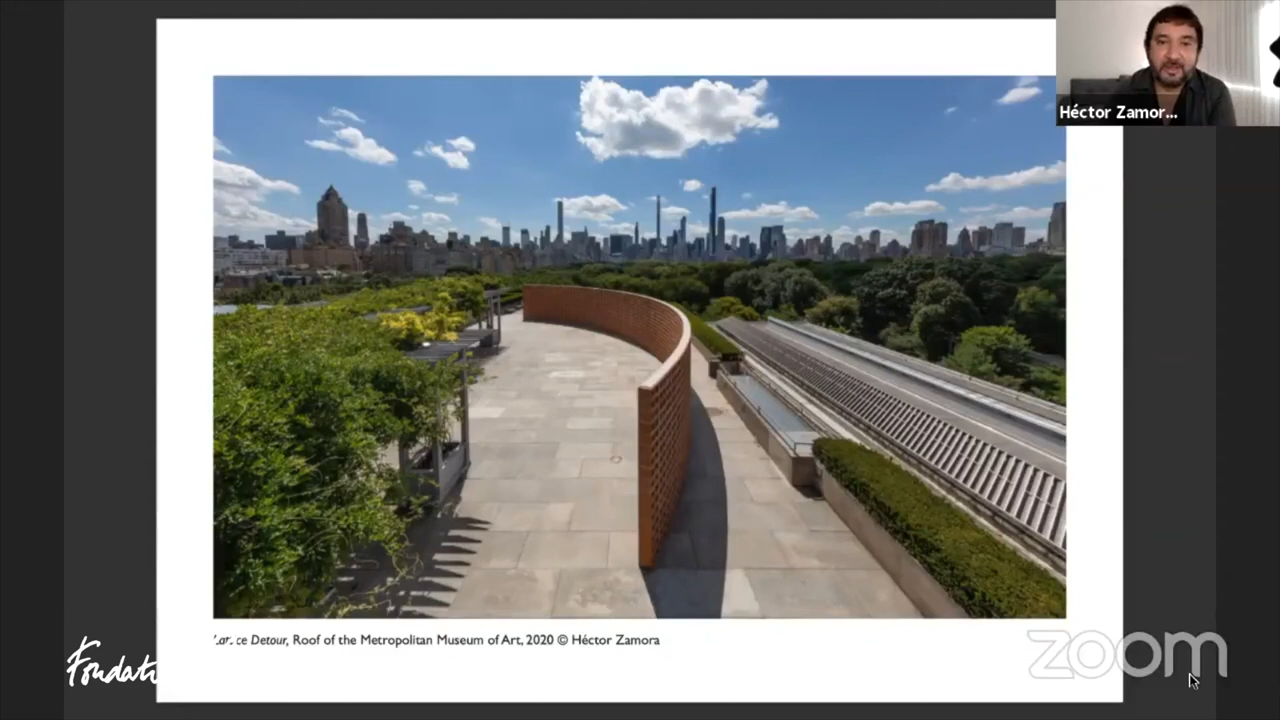 Héctor Zamor...
Detour, Roof of the Metropolitan Museum of Art, 2020 © Héctor Zamora
zoom